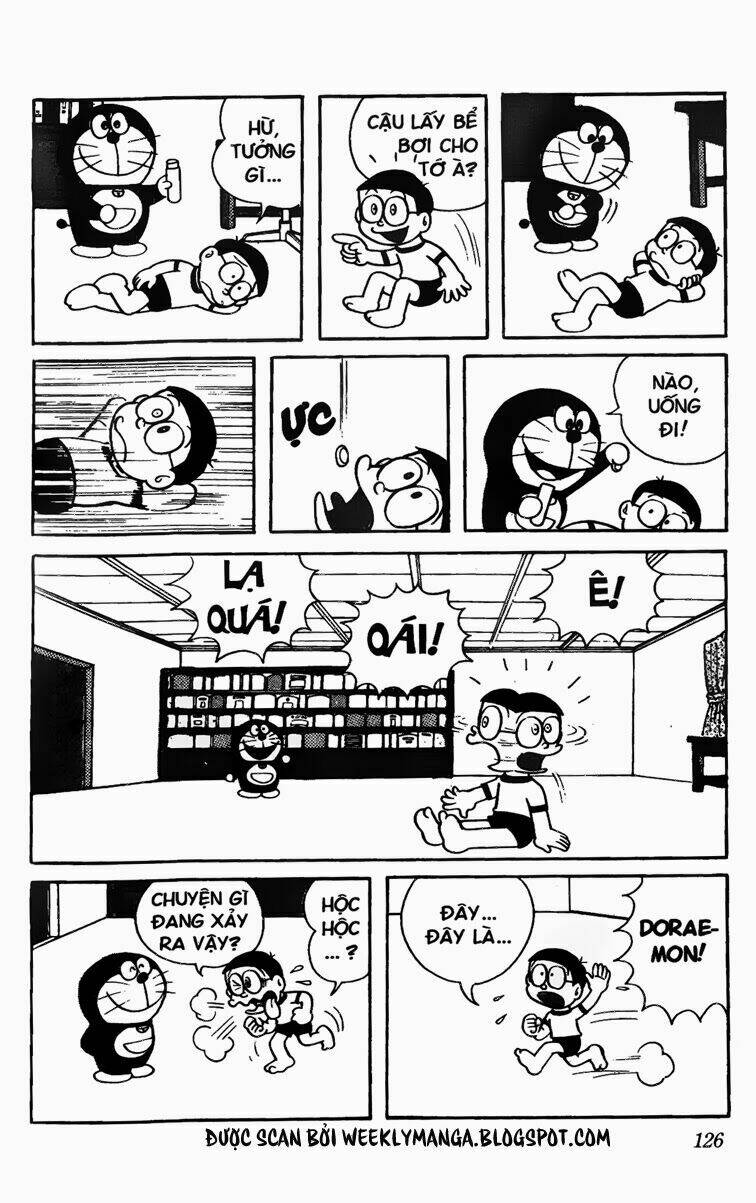 CẬU LẤY BỂ
BƠI CHO
TỚ À?
HỪ,
TƯỞNG
GÌ...
NÀO,
UỐNG
ĐI!
ỰC
Ê!
QÁI!
LẠ
QUÁ!
DORAE-
MON!
ĐÂY...
ĐÂY LÀ...
HỘC
HỘC
... ?
CHUYỆN GÌ
ĐANG XẢY
RA VẬY?
ĐƯỢC SCAN BỞI WEEKLYMANGA.BLOGSPOT.COM
126